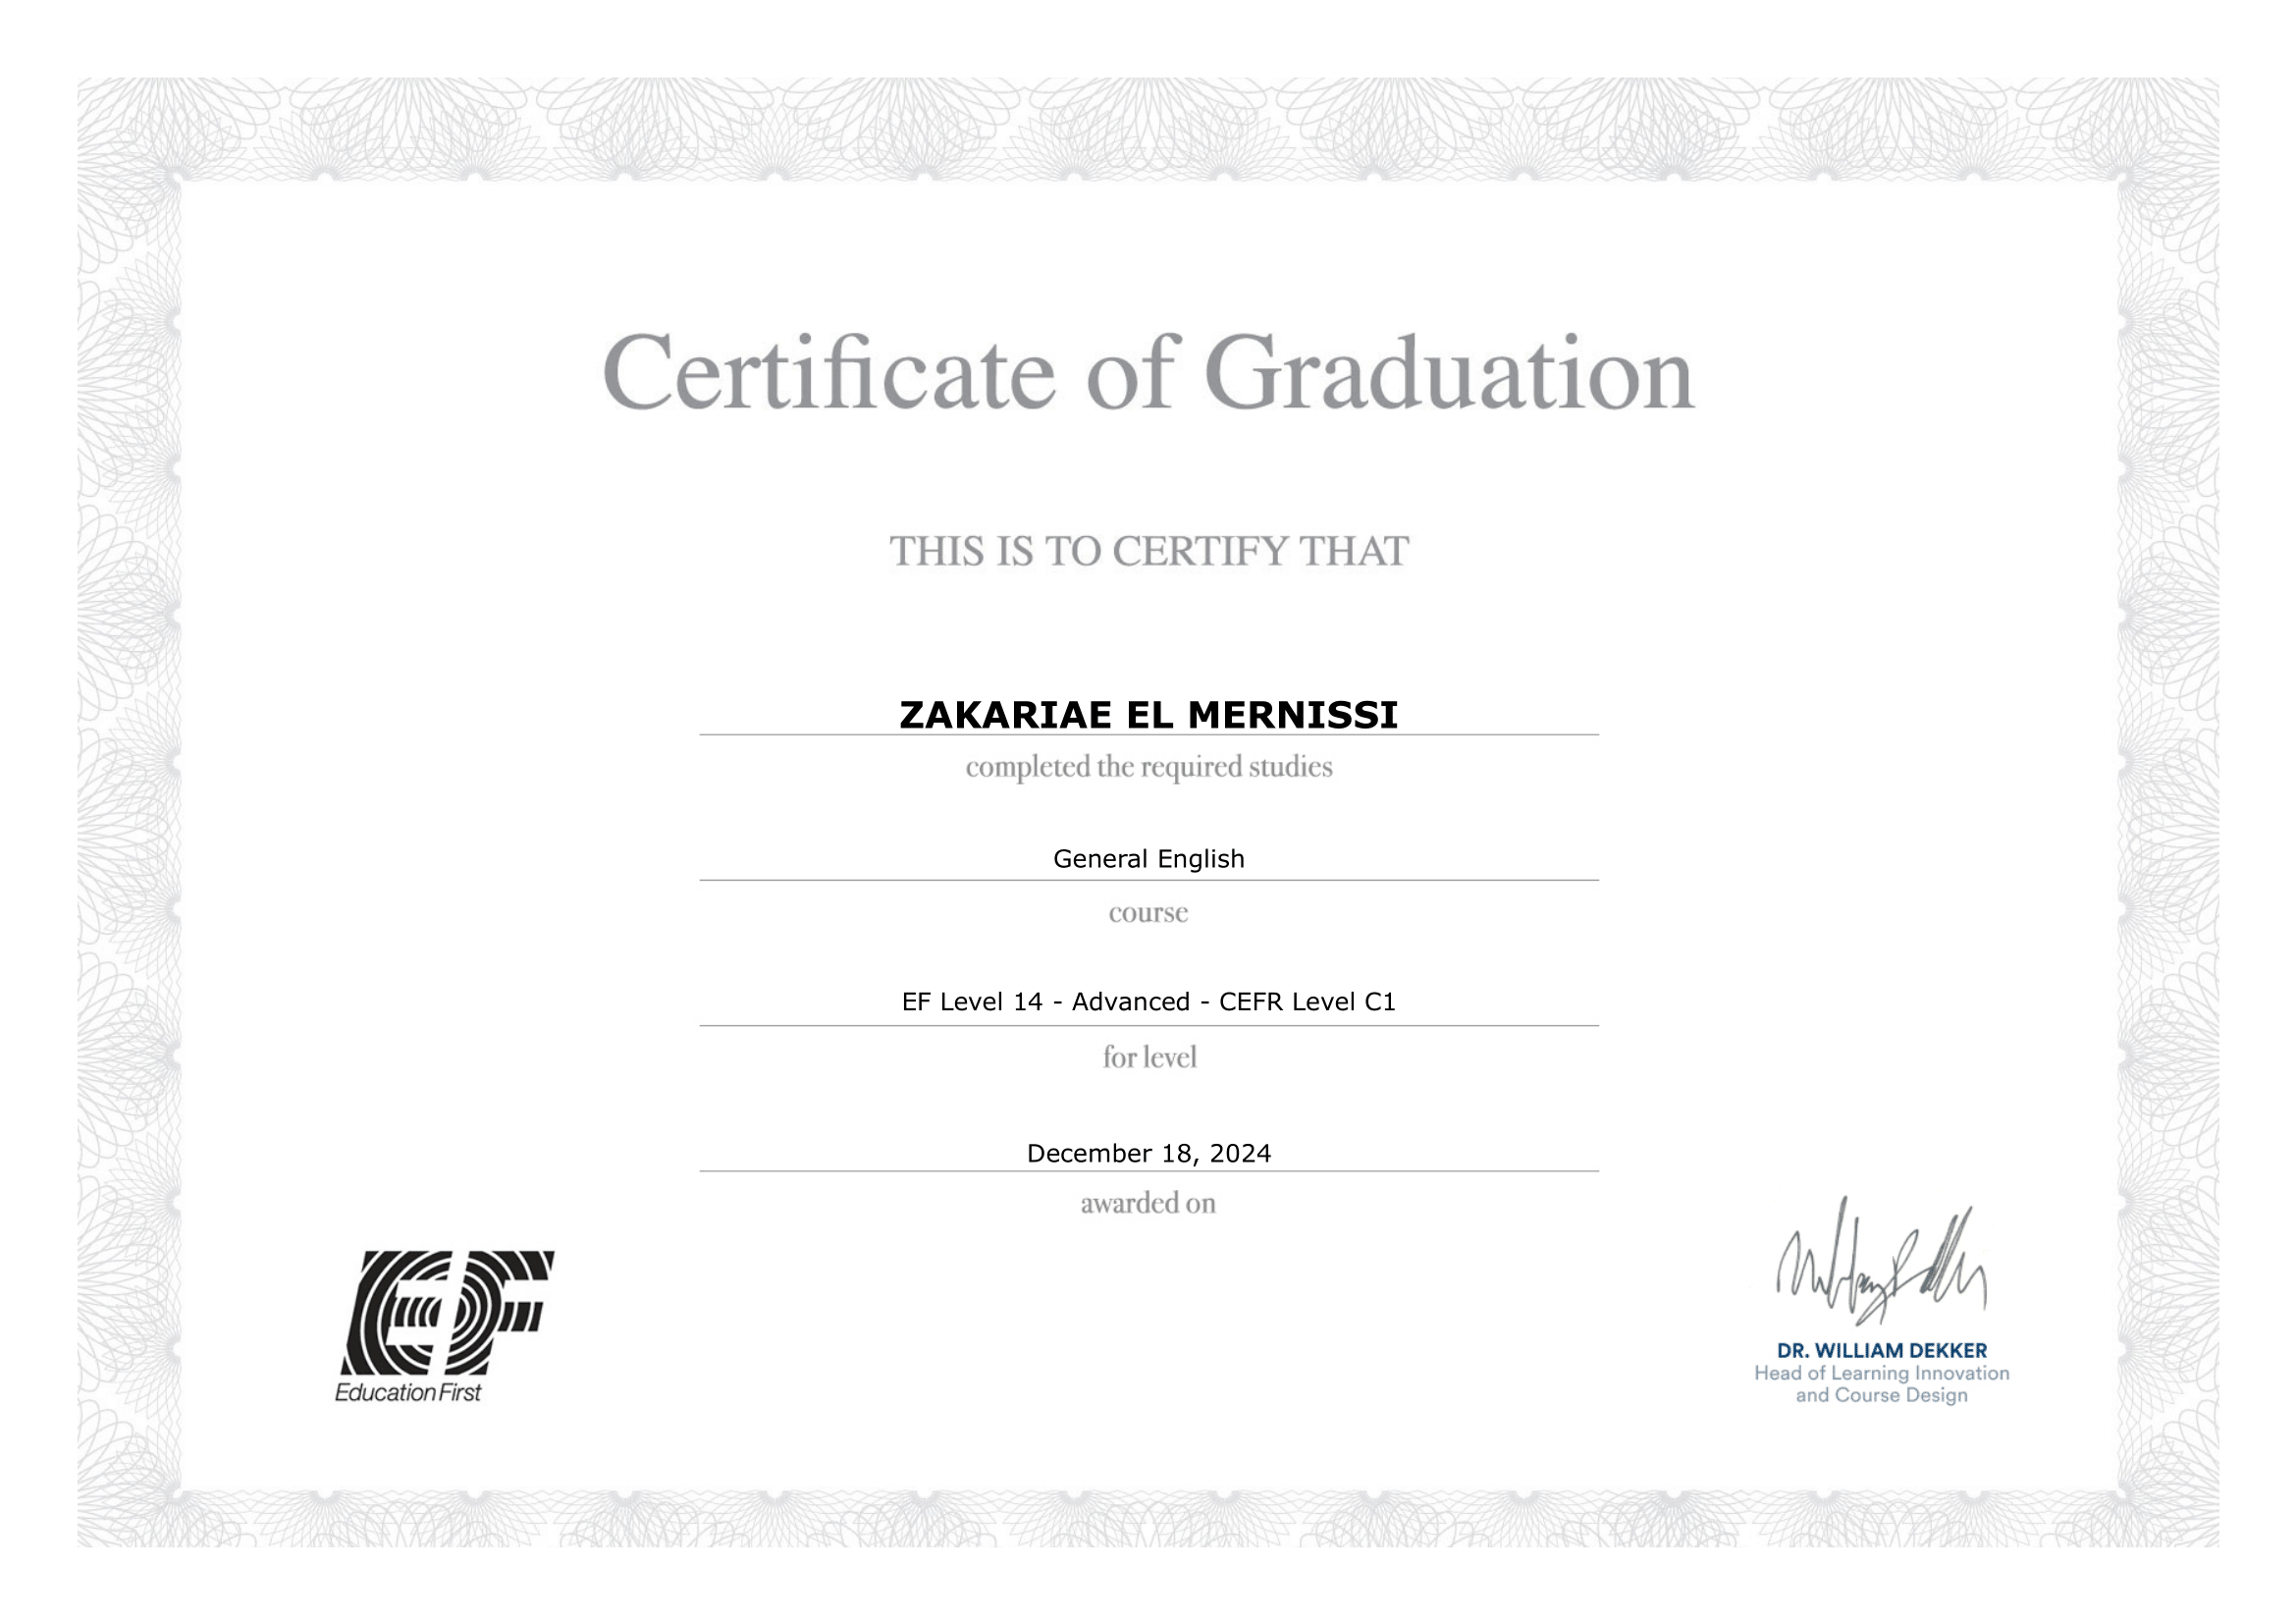 Certificate of Graduation
THIS IS TO CERTIFY THAT
ZAKARIAE EL MERNISSI
completed the required studies
General English
course
EF Level 14 - Advanced - CEFR Level C1
for level
December 18, 2024
awarded on
EF
Education First
DR. WILLIAM DEKKER
Head of Learning Innovation
and Course Design